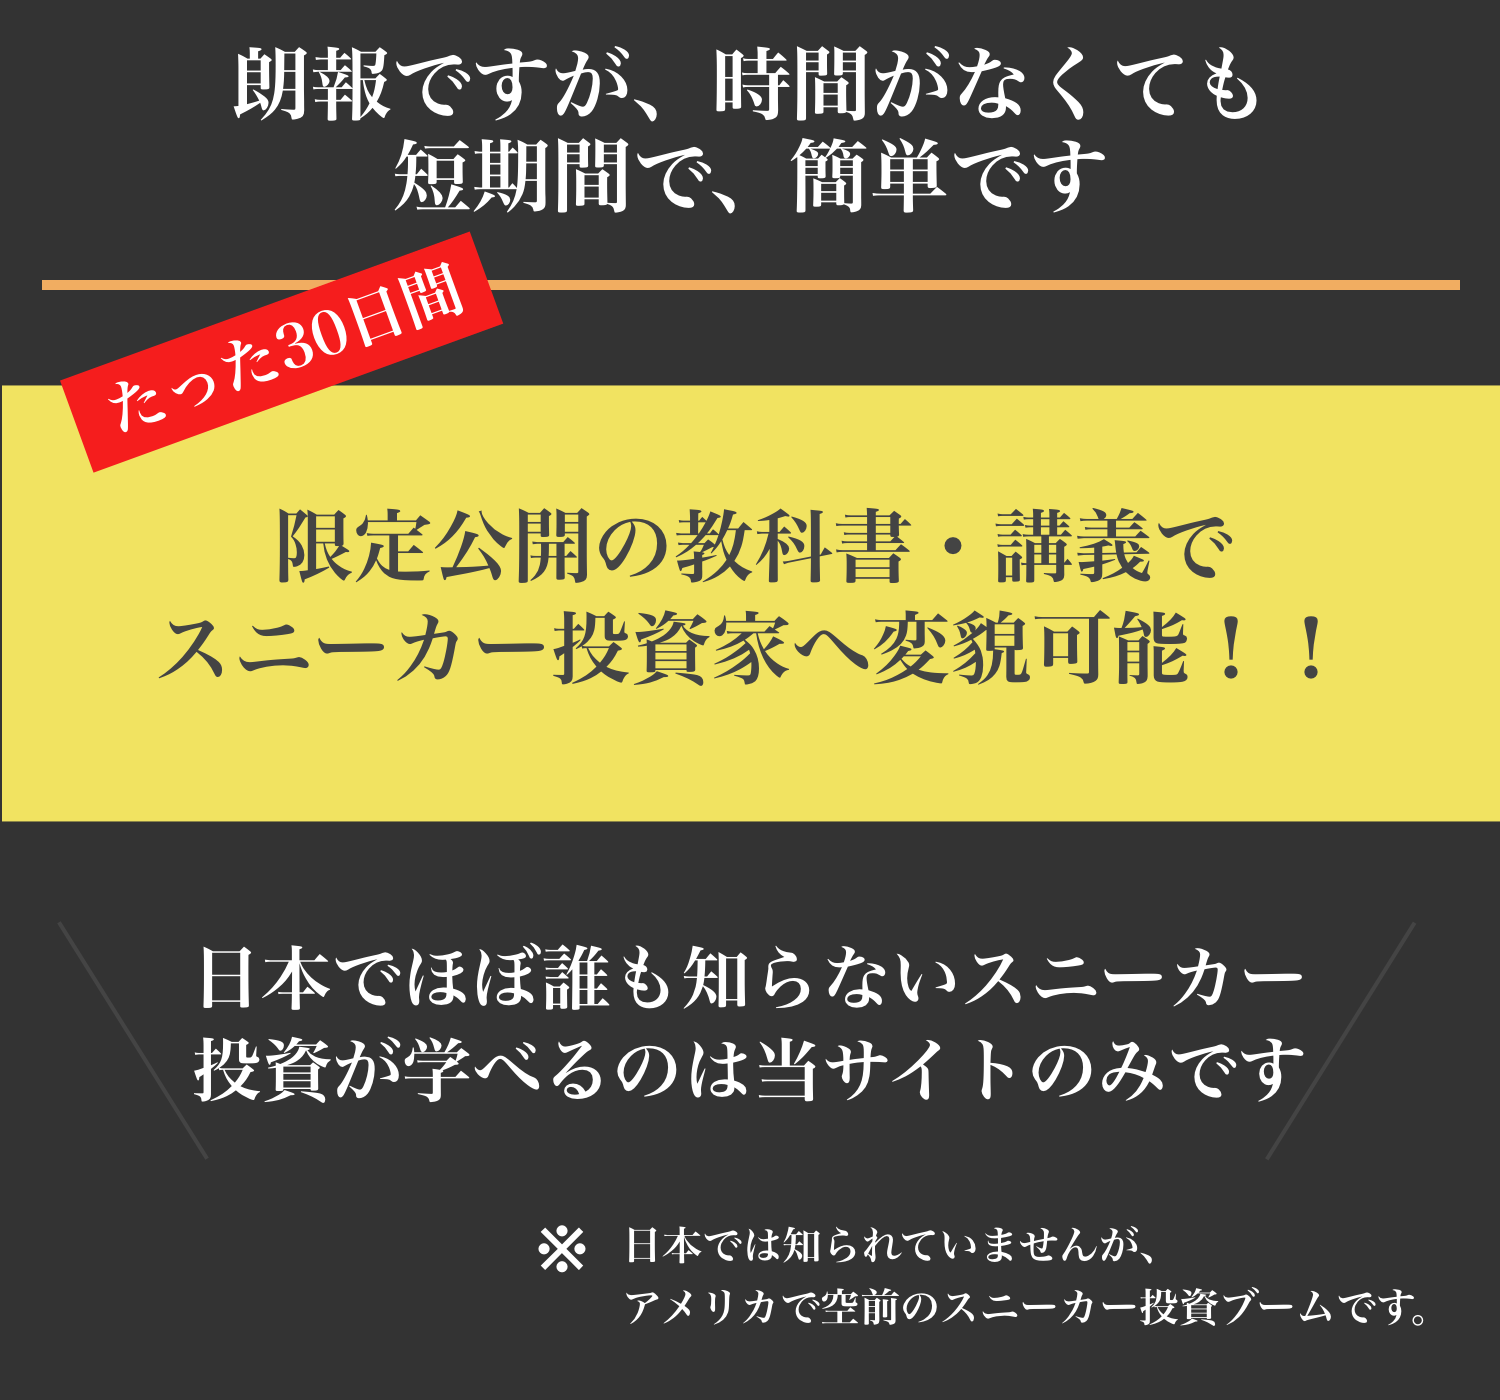 朗報ですが、時間がなくても
短期間で、簡単です
たった30日間
限定公開の教科書・講義で
スニーカー投資家へ変貌可能！！
日本でほぼ誰も知らないスニーカー
投資が学べるのは当サイトのみです
※ 日本では知られていませんが、
アメリカで空前のスニーカー投資ブームです。